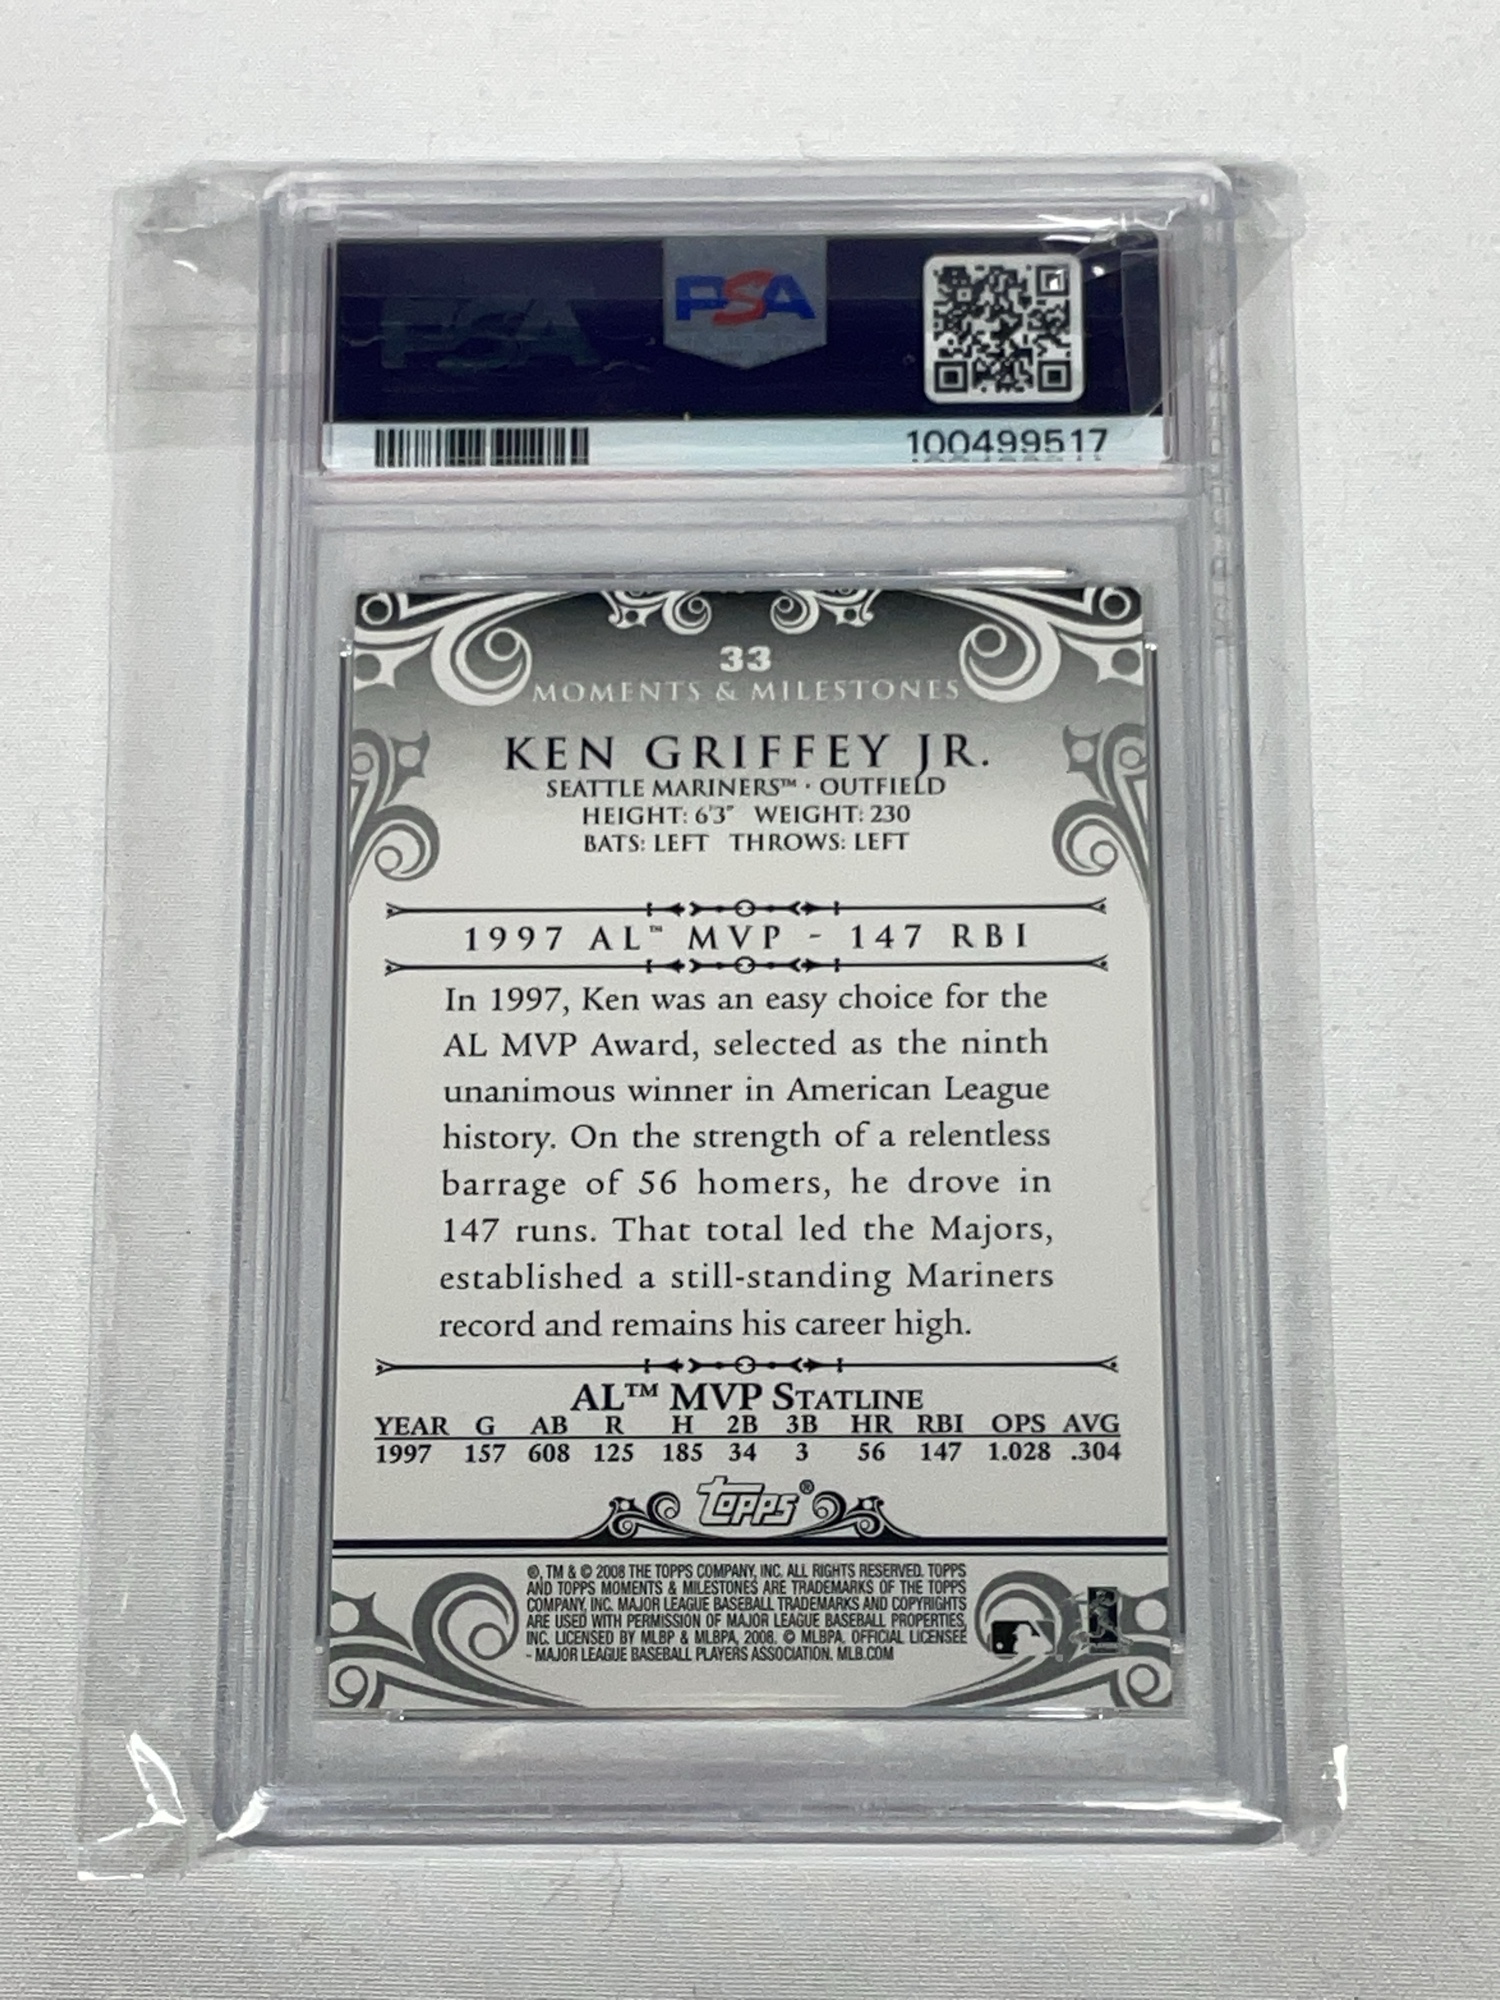 PSA
PSA
100499517
33
MOMENTS & MILESTONES
KEN GRIFFEY JR.
SEATTLE MARINERS™ · OUTFIELD
HEIGHT: 6'3" WEIGHT: 230
BATS: LEFT THROWS: LEFT
1997 AL™ MVP - 147 RBI
In 1997, Ken was an easy choice for the
AL MVP Award, selected as the ninth
unanimous winner in American League
history. On the strength of a relentless
barrage of 56 homers, he drove in
147 runs. That total led the Majors,
established a still-standing Mariners
record and remains his career high.
AL™ MVP STATLINE
YEAR G AB R H 2B 3B HR RBI OPS AVG
1997 157 608 125 185 34 3 56 147 1.028 .304
topps®
®, TM & © 2008 THE TOPPS COMPANY, INC. ALL RIGHTS RESERVED. TOPPS
AND TOPPS MOMENTS & MILESTONES ARE TRADEMARKS OF THE TOPPS
COMPANY, INC. MAJOR LEAGUE BASEBALL TRADEMARKS AND COPYRIGHTS
ARE USED WITH PERMISSION OF MAJOR LEAGUE BASEBALL PROPERTIES,
INC. LICENSED BY MLBP & MLBPA, 2008. © MLBPA. OFFICIAL LICENSEE
- MAJOR LEAGUE BASEBALL PLAYERS ASSOCIATION. MLB.COM